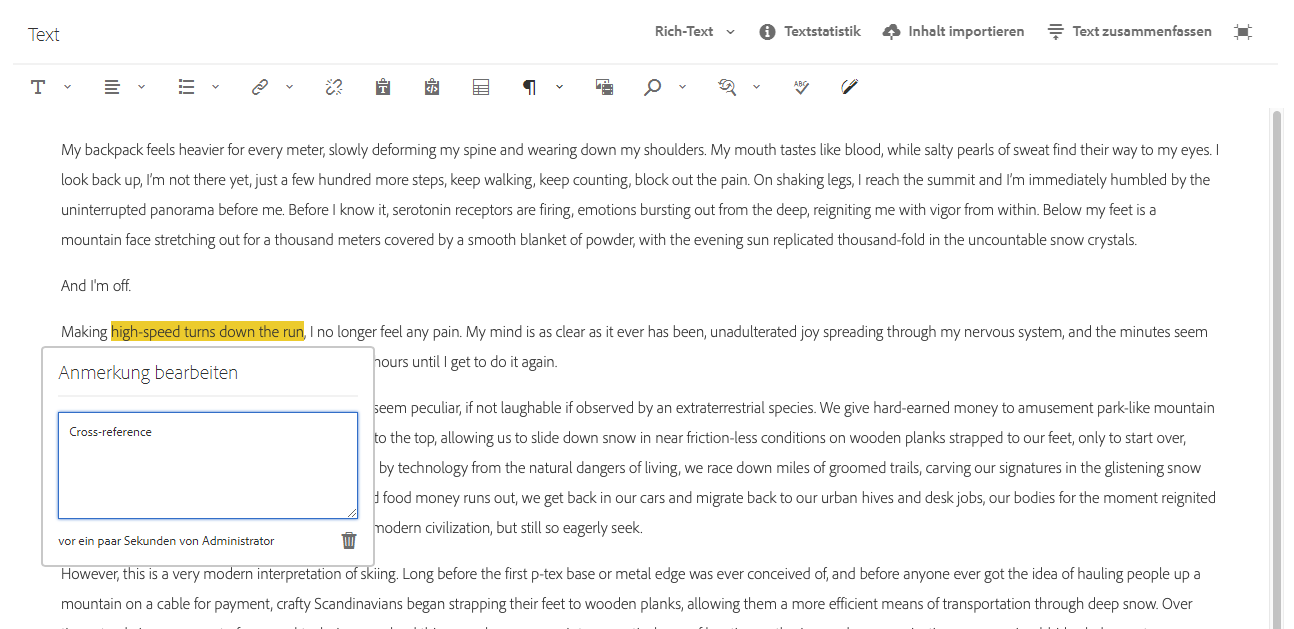 Text
Rich-Text
Textstatistik
Inhalt importieren
Text zusammenfassen
My backpack feels heavier for every meter, slowly deforming my spine and wearing down my shoulders. My mouth tastes like blood, while salty pearls of sweat find their way to my eyes. I
look back up, I'm not there yet, just a few hundred more steps, keep walking, keep counting, block out the pain. On shaking legs, I reach the summit and I'm immediately humbled by the
uninterrupted panorama before me. Before I know it, serotonin receptors are firing, emotions bursting out from the deep, reigniting me with vigor from within. Below my feet is a
mountain face stretching out for a thousand meters covered by a smooth blanket of powder, with the evening sun replicated thousand-fold in the uncountable snow crystals.
And I'm off.
Making high-speed turns down the run, I no longer feel any pain. My mind is as clear as it ever has been, unadulterated joy spreading through my nervous system, and the minutes seem
hours until I get to do it again.
seem peculiar, if not laughable if observed by an extraterrestrial species. We give hard-earned money to amusement park-like mountain
to the top, allowing us to slide down snow in near friction-less conditions on wooden planks strapped to our feet, only to start over,
by technology from the natural dangers of living, we race down miles of groomed trails, carving our signatures in the glistening snow
food money runs out, we get back in our cars and migrate back to our urban hives and desk jobs, our bodies for the moment reignited
modern civilization, but still so eagerly seek.
Anmerkung bearbeiten
Cross-reference
vor ein paar Sekunden von Administrator
However, this is a very modern interpretation of skiing. Long before the first p-tex base or metal edge was ever conceived of, and before anyone ever got the idea of hauling people up a
mountain on a cable for payment, crafty Scandinavians began strapping their feet to wooden planks, allowing them a more efficient means of transportation through deep snow. Over